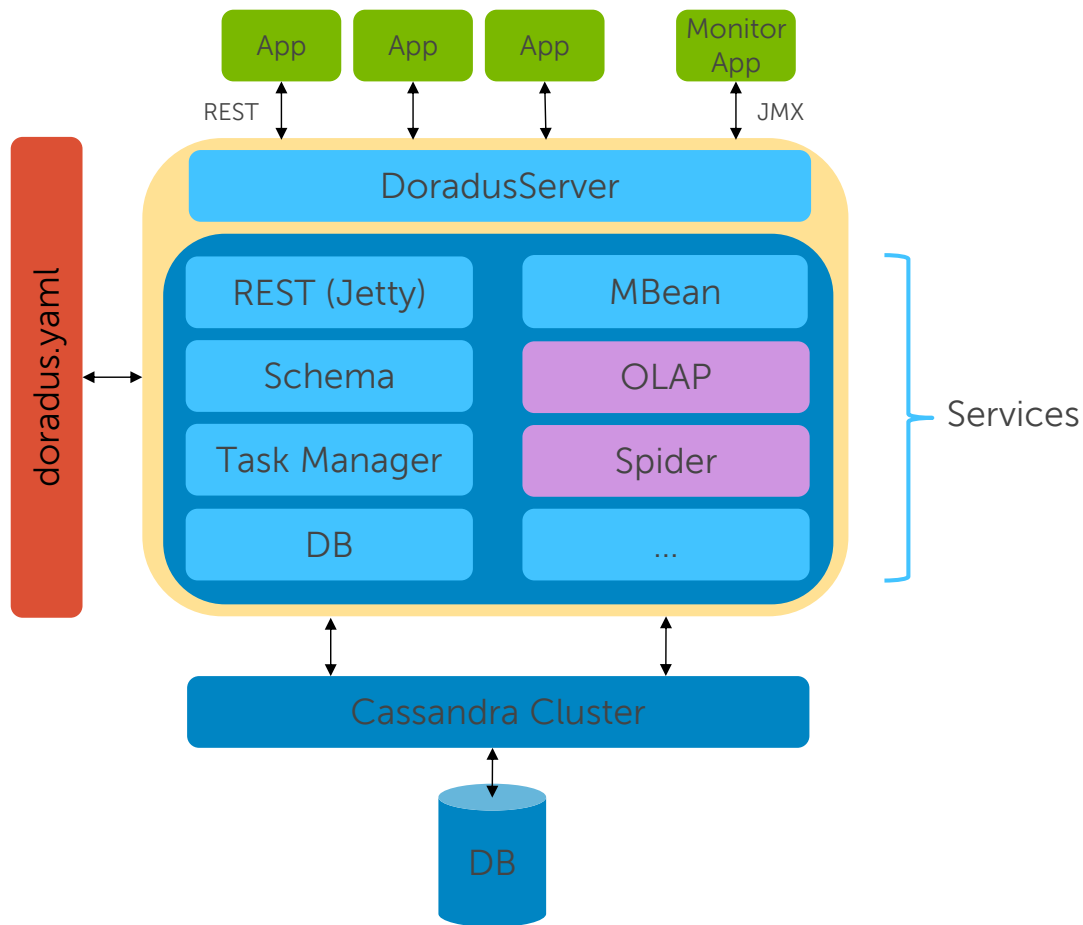 App
App
App
Monitor
App
REST
JMX
DoradusServer
doradus.yaml
REST (Jetty)
MBean
Schema
OLAP
Task Manager
Spider
DB
...
Services
Cassandra Cluster
DB